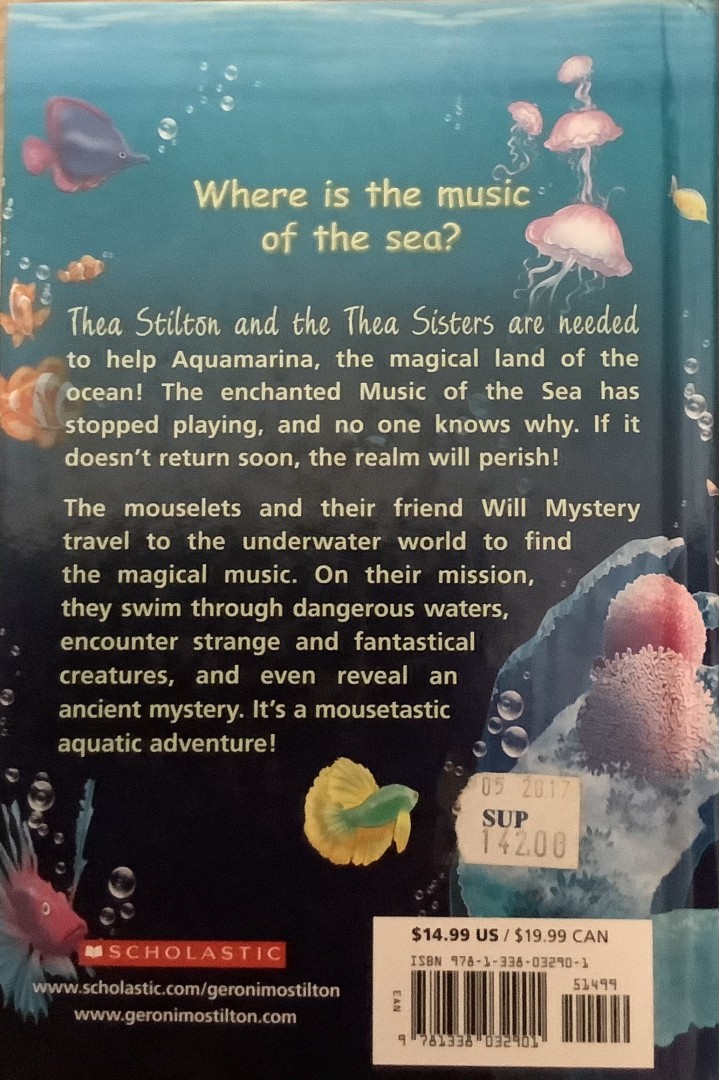 Where is the music
of the sea?
Thea Stilton and the Thea Sisters are needed
to help Aquamarina, the magical land of the
ocean! The enchanted Music of the Sea has
stopped playing, and no one knows why. If it
doesn't return soon, the realm will perish!
The mouselets and their friend Will Mystery
travel to the underwater world to find
the magical music. On their mission,
they swim through dangerous waters,
encounter strange and fantastical
creatures, and even reveal an
ancient mystery. It's a mousetastic
aquatic adventure!
05 2017
SUP
142.00
SCHOLASTIC
www.scholastic.com/geronimostilton
www.geronimostilton.com
$14.99 US / $19.99 CAN
ISBN 978-1-338-03290-1
51499
EAN
9 781338 032901